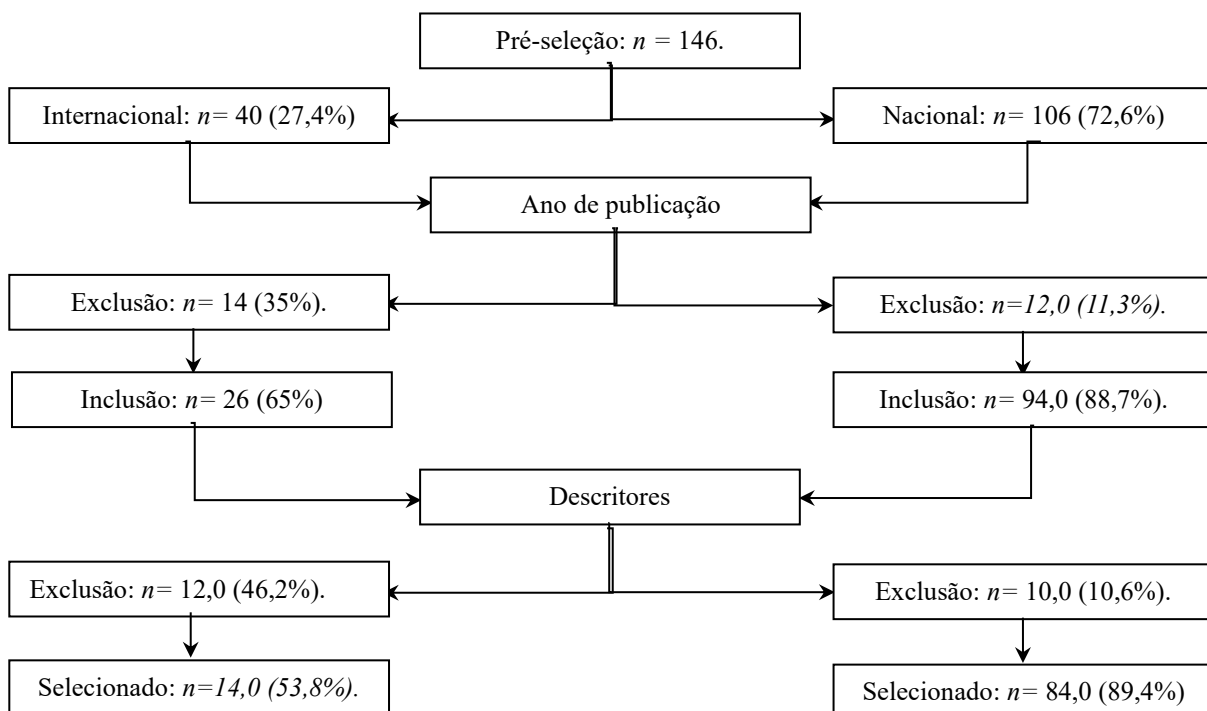 Pré-seleção: n = 146.
Internacional: n= 40 (27,4%)
Nacional: n= 106 (72,6%)
Ano de publicação
Exclusão: n= 14 (35%).
Exclusão: n=12,0 (11,3%).
Inclusão: n= 26 (65%)
Inclusão: n= 94,0 (88,7%).
Descritores
Exclusão: n= 12,0 (46,2%).
Exclusão: n= 10,0 (10,6%).
Selecionado: n=14,0 (53,8%).
Selecionado: n= 84,0 (89,4%)